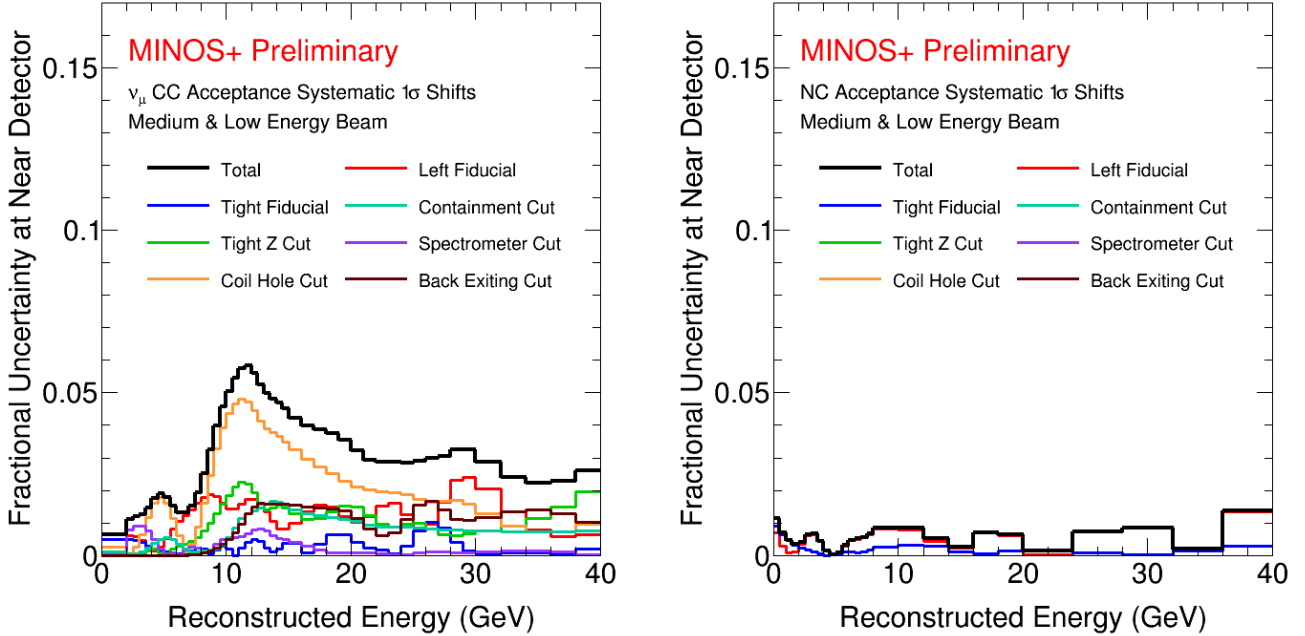 Fractional Uncertainty at Near Detector
0.15
0.1
0.05
0
MINOS+ Preliminary
νμ CC Acceptance Systematic 1σ Shifts
Medium & Low Energy Beam
Total
Left Fiducial
Tight Fiducial
Containment Cut
Tight Z Cut
Spectrometer Cut
Coil Hole Cut
Back Exiting Cut
0 10 20 30 40
Reconstructed Energy (GeV)
Fractional Uncertainty at Near Detector
0.15
0.1
0.05
0
MINOS+ Preliminary
NC Acceptance Systematic 1σ Shifts
Medium & Low Energy Beam
Total
Left Fiducial
Tight Fiducial
Containment Cut
Tight Z Cut
Spectrometer Cut
Coil Hole Cut
Back Exiting Cut
0 10 20 30 40
Reconstructed Energy (GeV)